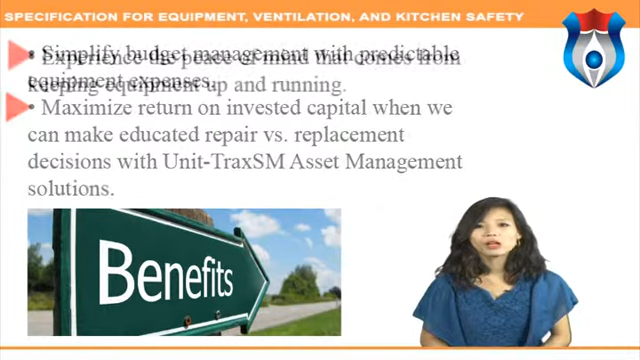 SPECIFICATION FOR EQUIPMENT, VENTILATION, AND KITCHEN SAFETY
• Simplify budget management with predictable
equipment expenses.
• Experience the peace of mind that comes from
keeping equipment up and running.
• Maximize return on invested capital when we
can make educated repair vs. replacement
decisions with Unit-TraxSM Asset Management
solutions.
Benefits